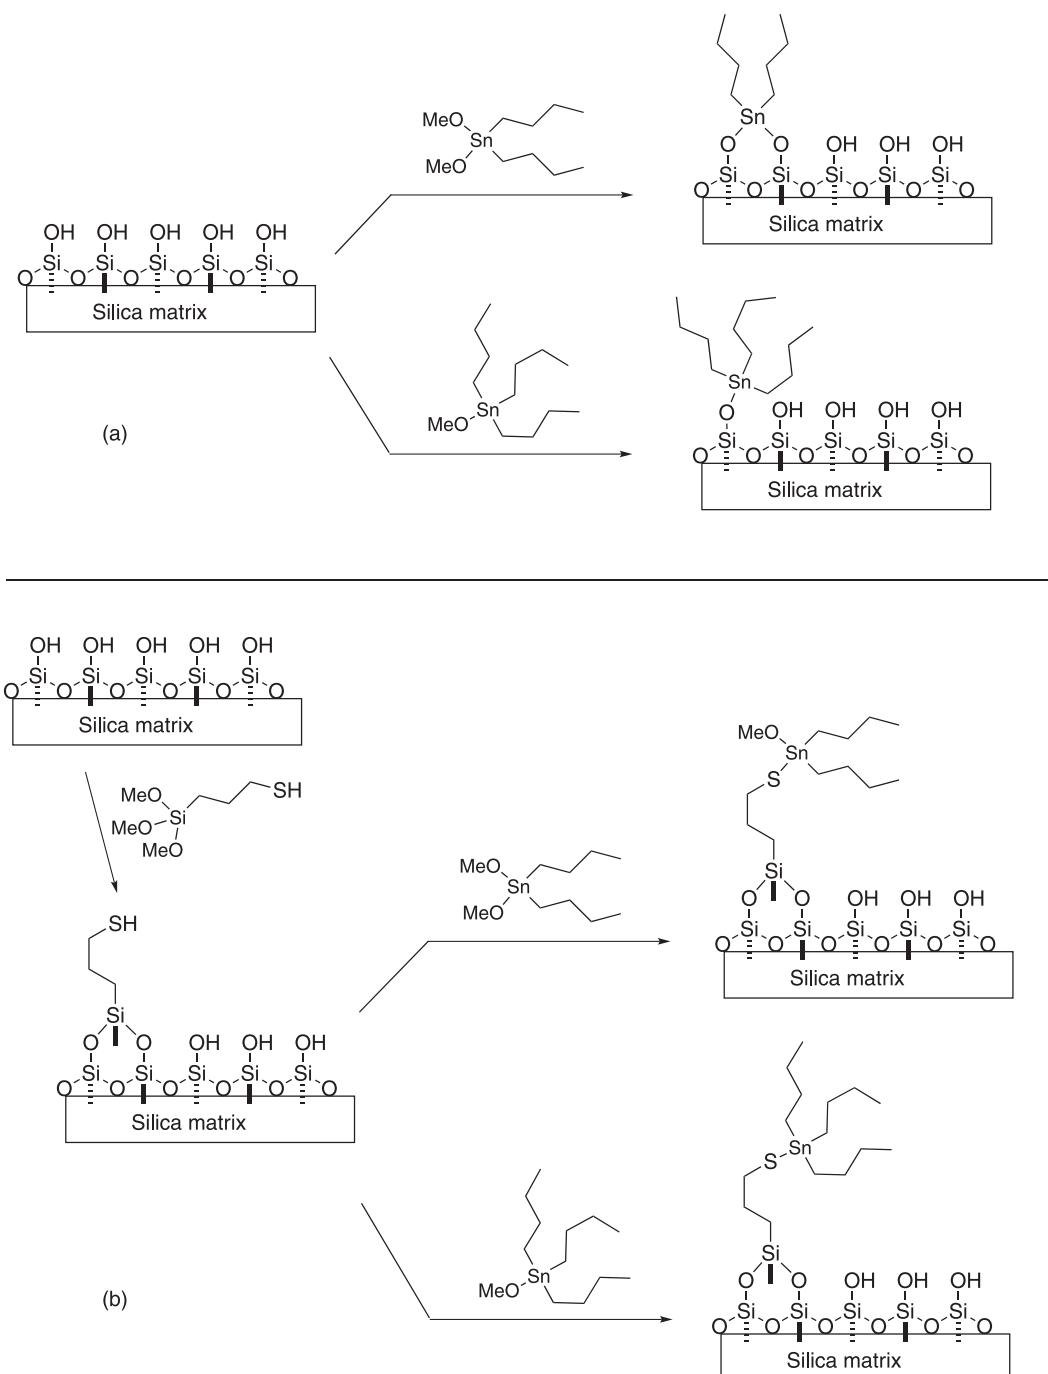 MeO
Sn
MeO
Sn
O O OH OH OH
Si Si Si Si Si
O O O O O O
Silica matrix
OH OH OH OH OH
Si Si Si Si Si
O O O O O O
Silica matrix
MeO Sn
Sn
O OH OH OH OH
Si Si Si Si Si
O O O O O O
Silica matrix
(a)
OH OH OH OH OH
Si Si Si Si Si
O O O O O O
Silica matrix
MeO
Si
SH
MeO
MeO
SH
Si
O O OH OH OH
Si Si Si Si Si
O O O O O O
Silica matrix
MeO
Sn
MeO
MeO
Sn
S
Si
O O OH OH OH
Si Si Si Si Si
O O O O O O
Silica matrix
MeO Sn
S Sn
Si
O O OH OH OH
Si Si Si Si Si
O O O O O O
Silica matrix
(b)